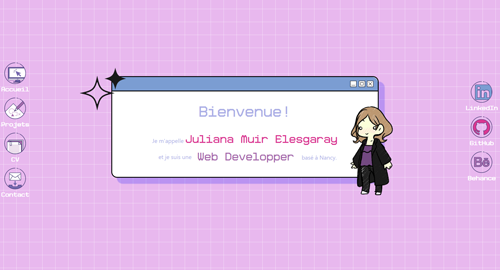 Bienvenue!
Je m'appelle Juliana Muir Elesgaray
et je suis une Web Developper basé à Nancy.
Accueil
Projets
CV
Contact
LinkedIn
GitHub
Behance